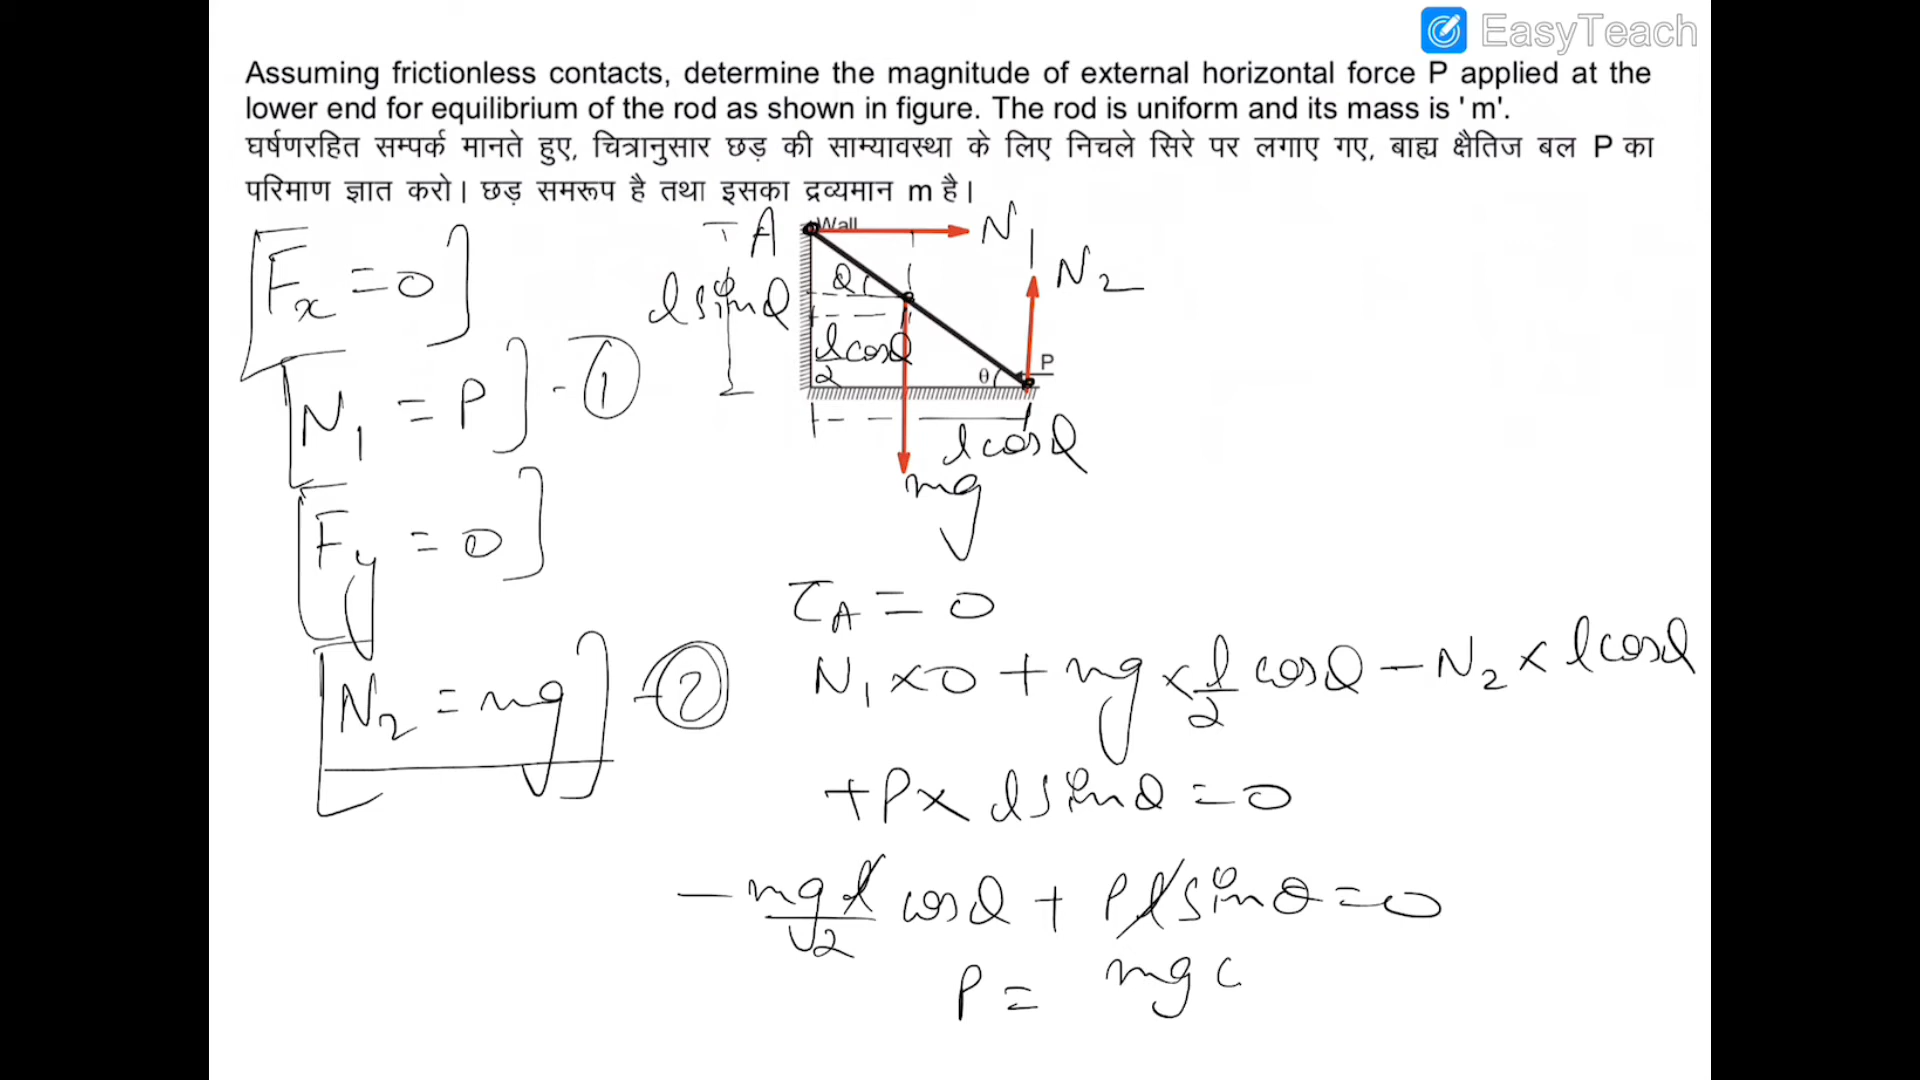 EasyTeach
Assuming frictionless contacts, determine the magnitude of external horizontal force P applied at the
lower end for equilibrium of the rod as shown in figure. The rod is uniform and its mass is ' m'.
घर्षणरहित सम्पर्क मानते हुए, चित्रानुसार छड़ की साम्यावस्था के लिए निचले सिरे पर लगाए गए, बाह्य क्षैतिज बल P का
परिमाण ज्ञात करो। छड़ समरूप है तथा इसका द्रव्यमान m है।
A
Wall
N1
N2
l sinθ
θ
l/2 cosθ
θ
P
l cosθ
mg
Fx = 0
N1 = P - ①
Fy = 0
N2 = mg - ②
τA = 0
N1 × 0 + mg × l/2 cosθ - N2 × l cosθ
+ P × l sinθ = 0
- mgl/2 cosθ + Pl sinθ = 0
P = mg c